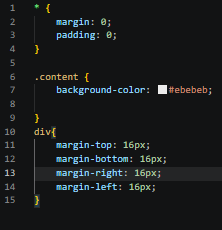 1 * {
2 margin: 0;
3 padding: 0;
4 }
5
6 .content {
7 background-color: #ebebeb;
8
9 }
10 div{
11 margin-top: 16px;
12 margin-bottom: 16px;
13 margin-right: 16px;
14 margin-left: 16px;
15 }